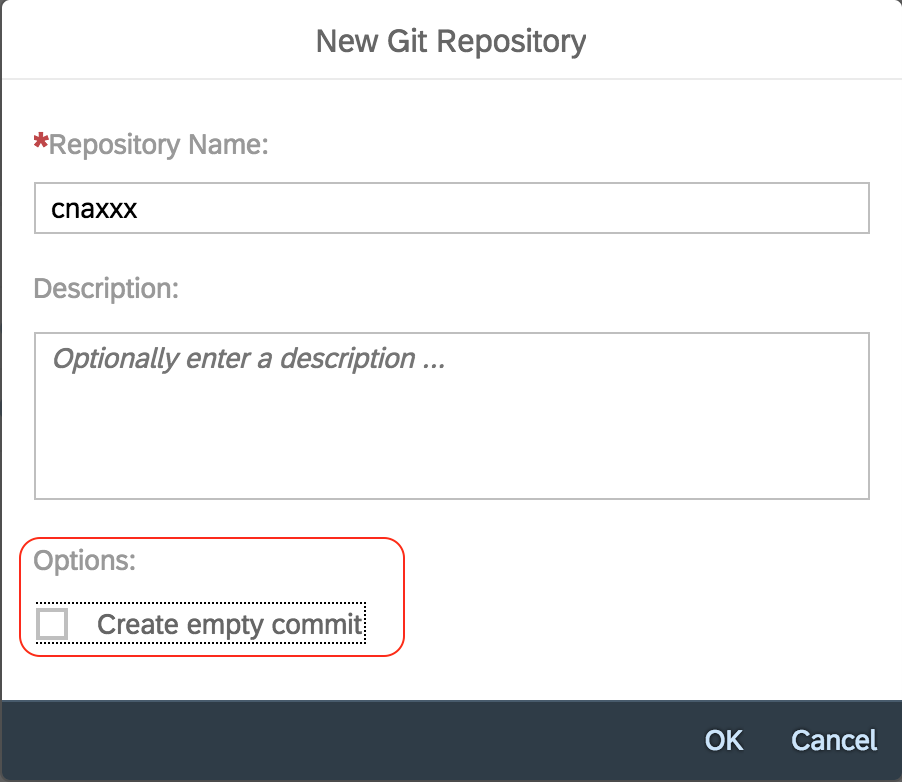 New Git Repository
*Repository Name:
cnaxxx
Description:
Optionally enter a description ...
Options:
Create empty commit
OK Cancel